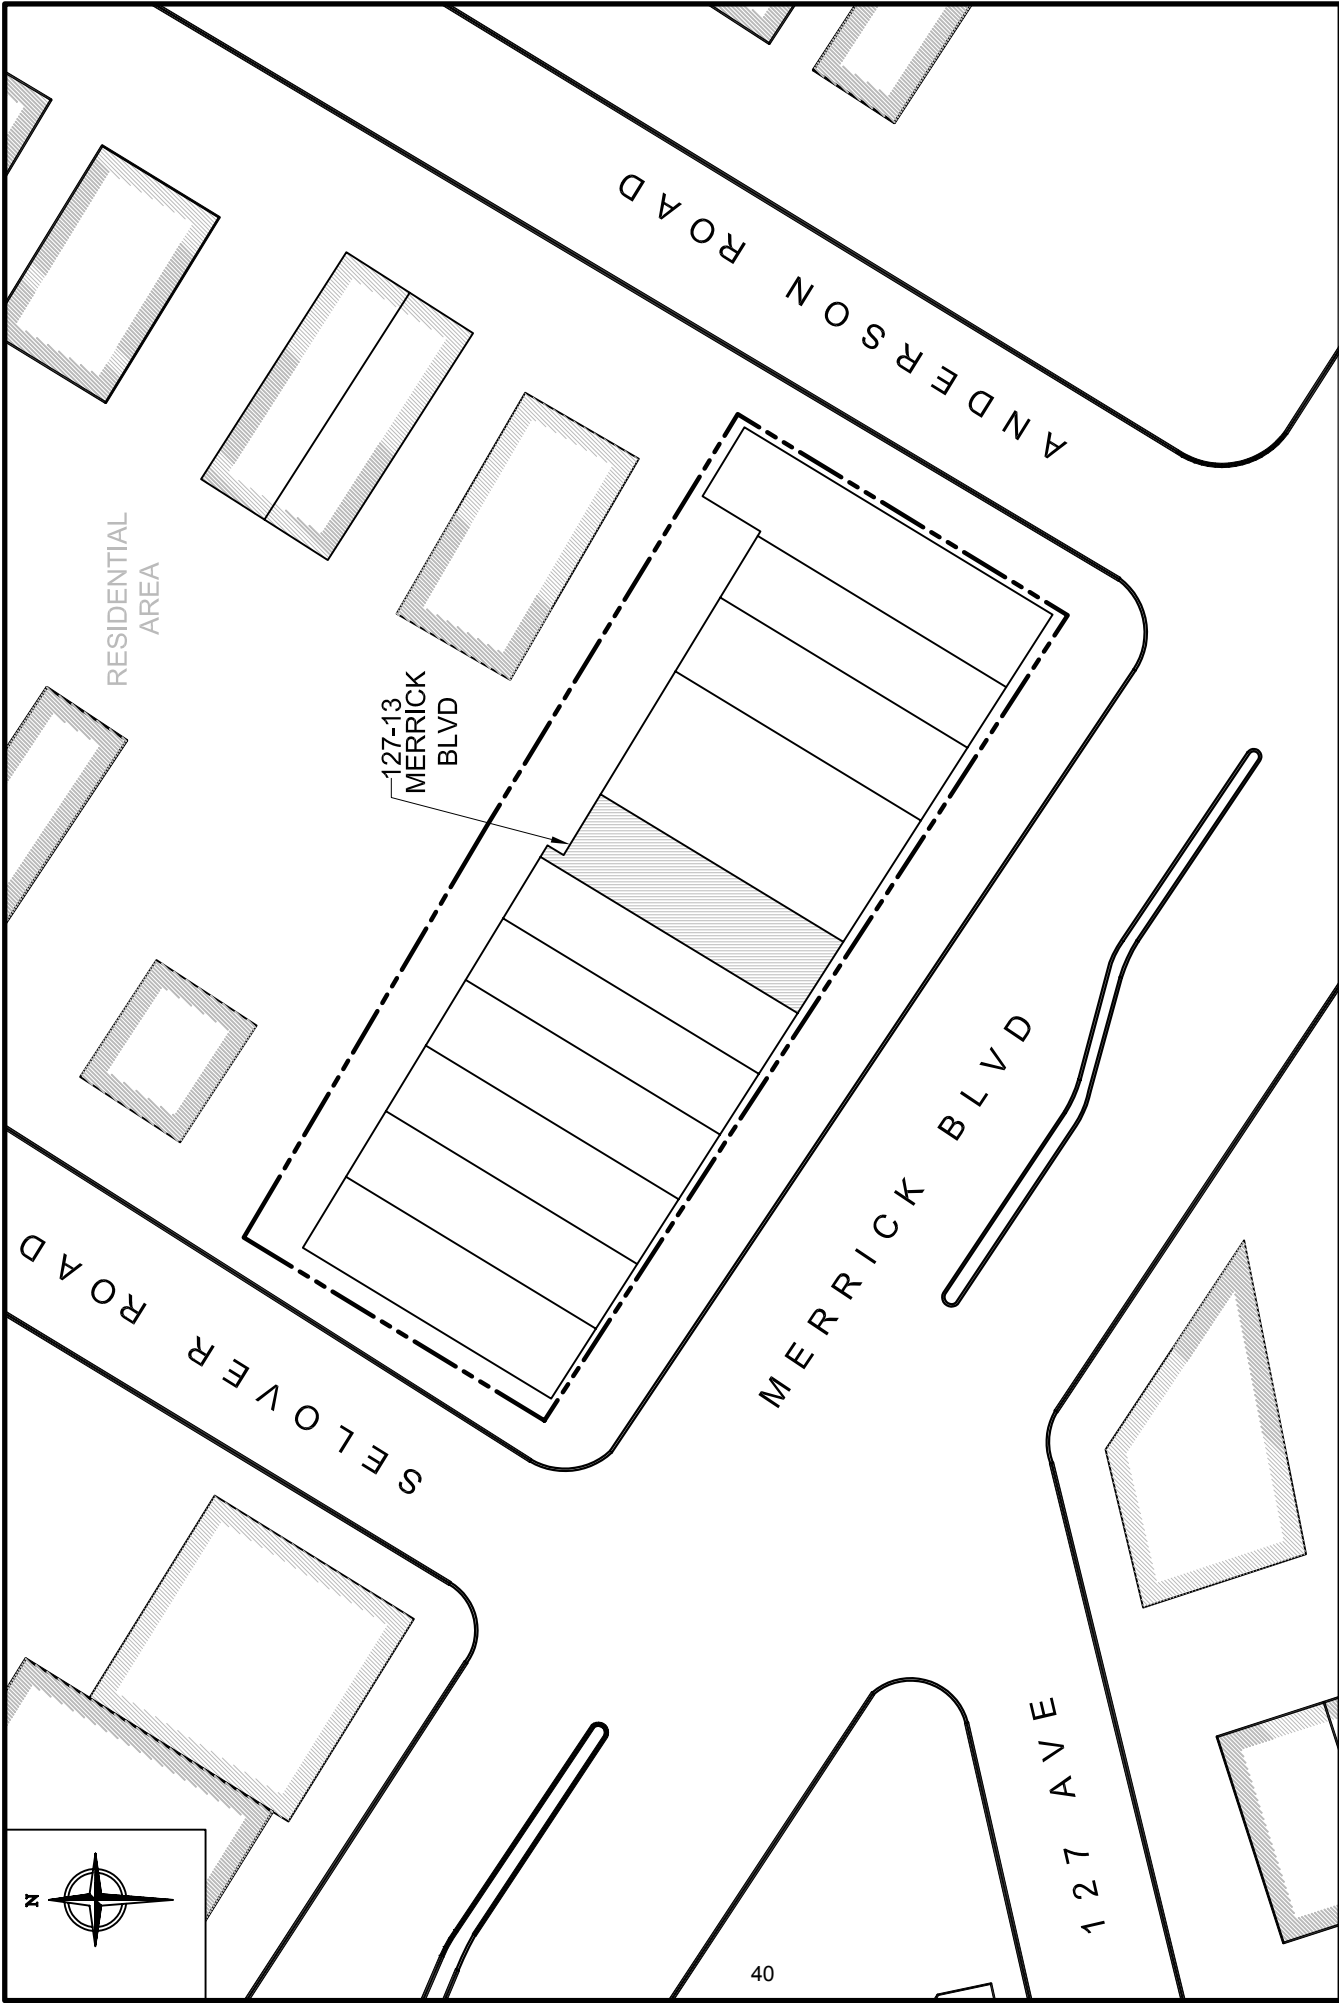 ANDERSON ROAD
RESIDENTIAL
AREA
127-13
MERRICK
BLVD
SELOVER ROAD
MERRICK BLVD
127 AVE
N
40